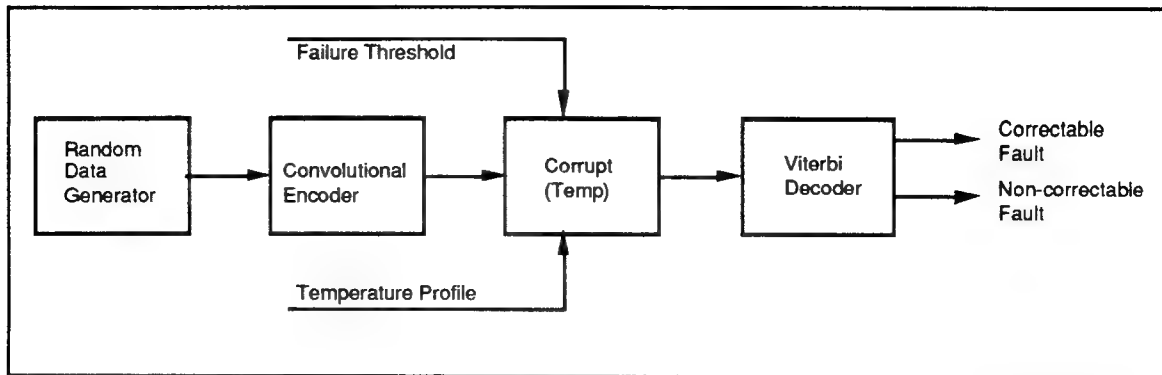 Failure Threshold
Random
Data
Generator
Convolutional
Encoder
Corrupt
(Temp)
Viterbi
Decoder
Correctable
Fault
Non-correctable
Fault
Temperature Profile